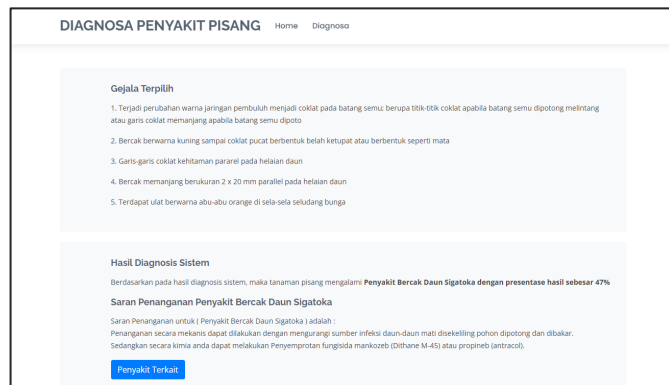 DIAGNOSA PENYAKIT PISANG Home Diagnosa
Gejala Terpilih
1. Terjadi perubahan warna jaringan pembuluh menjadi coklat pada batang semu; berupa titik-titik coklat apabila batang semu dipotong melintang
atau garis coklat memanjang apabila batang semu dipoto
2. Bercak berwarna kuning sampai coklat pucat berbentuk belah ketupat atau berbentuk seperti mata
3. Garis-garis coklat kehitaman pararel pada helaian daun
4. Bercak memanjang berukuran 2 x 20 mm parallel pada helaian daun
5. Terdapat ulat berwarna abu-abu orange di sela-sela seludang bunga
Hasil Diagnosis Sistem
Berdasarkan pada hasil diagnosis sistem, maka tanaman pisang mengalami Penyakit Bercak Daun Sigatoka dengan presentase hasil sebesar 47%
Saran Penanganan Penyakit Bercak Daun Sigatoka
Saran Penanganan untuk ( Penyakit Bercak Daun Sigatoka ) adalah :
Penanganan secara mekanis dapat dilakukan dengan mengurangi sumber infeksi daun-daun mati disekeliling pohon dipotong dan dibakar.
Sedangkan secara kimia anda dapat melakukan Penyemprotan fungisida mankozeb (Dithane M-45) atau propineb (antracol).
Penyakit Terkait